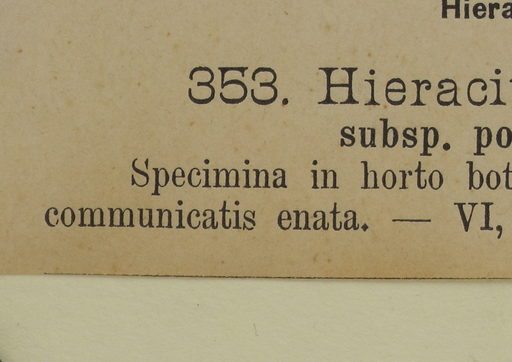 Hiera
353. Hieraci
subsp. po
Specimina in horto bot
communicatis enata. — VI,